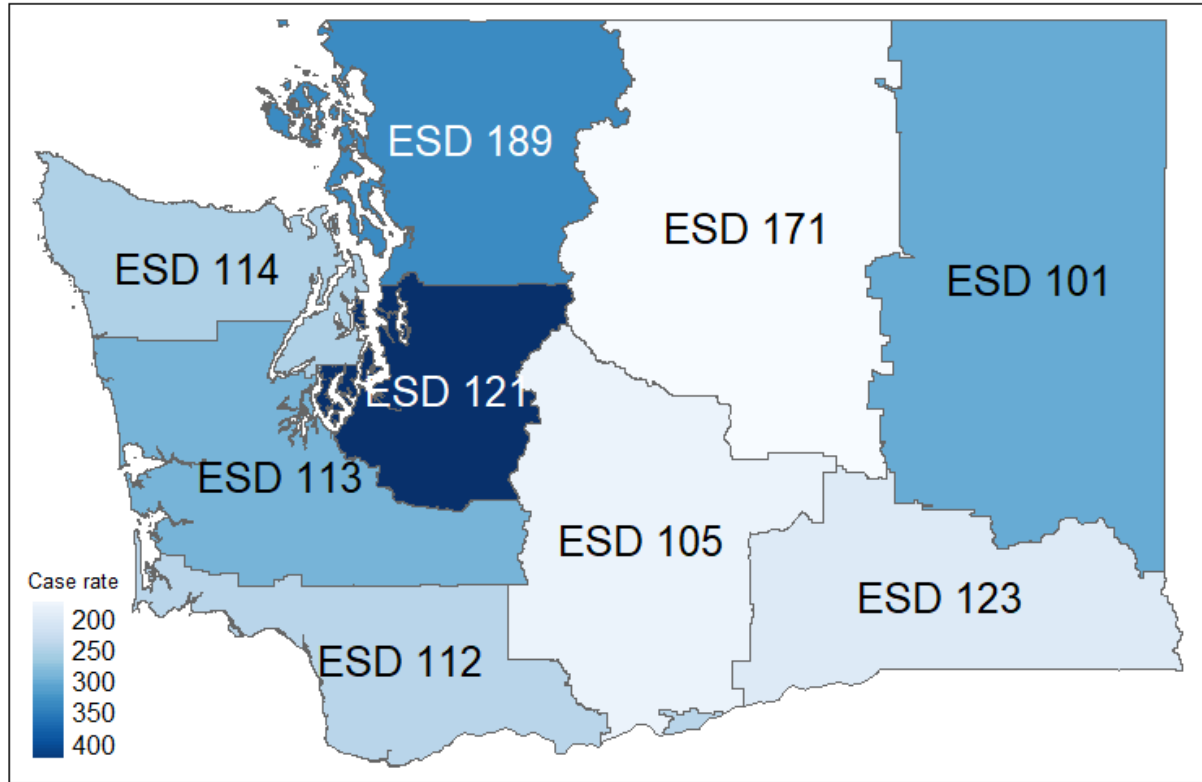 ESD 189
ESD 171
ESD 114
ESD 101
ESD 121
ESD 113
ESD 105
ESD 123
ESD 112
Case rate
200
250
300
350
400